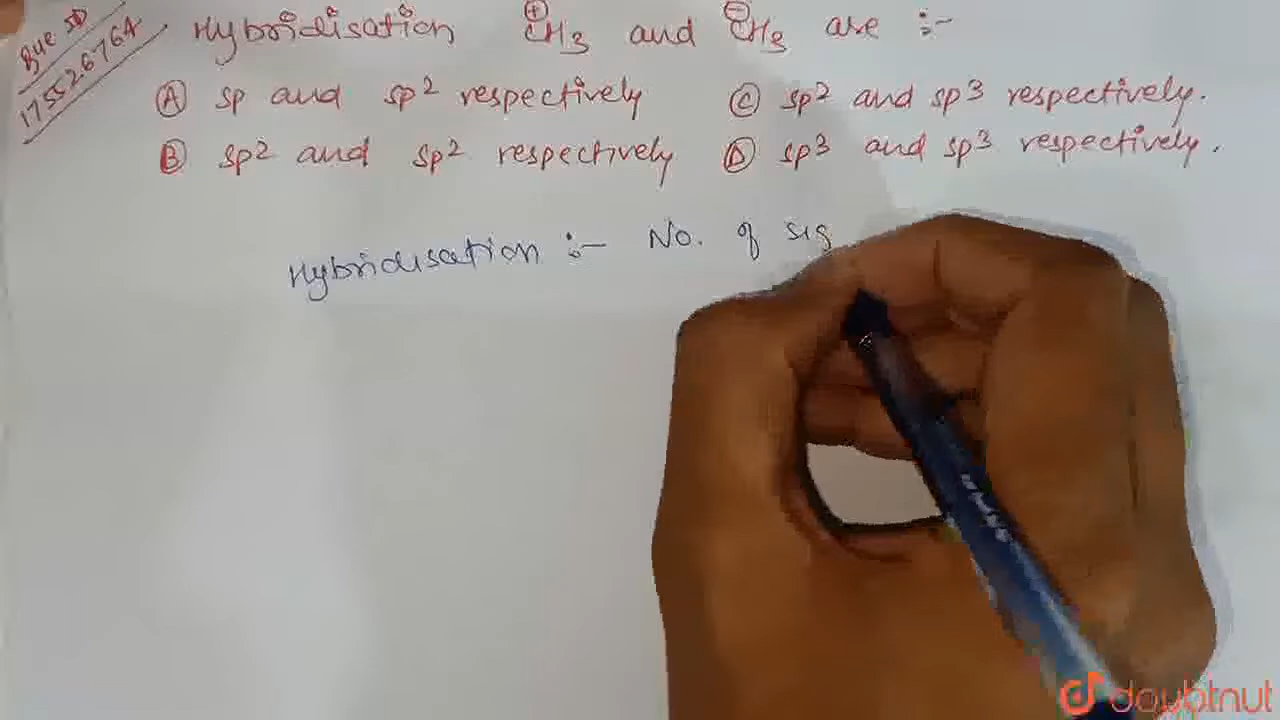 Hybridisation ⊕CH3 and ⊖CH3 are :-
Que ID
175526764
Ⓐ sp and sp2 respectively
Ⓒ sp2 and sp3 respectively.
Ⓑ sp2 and sp2 respectively
Ⓓ sp3 and sp3 respectively.
Hybridisation :- No. of sig
doubtnut